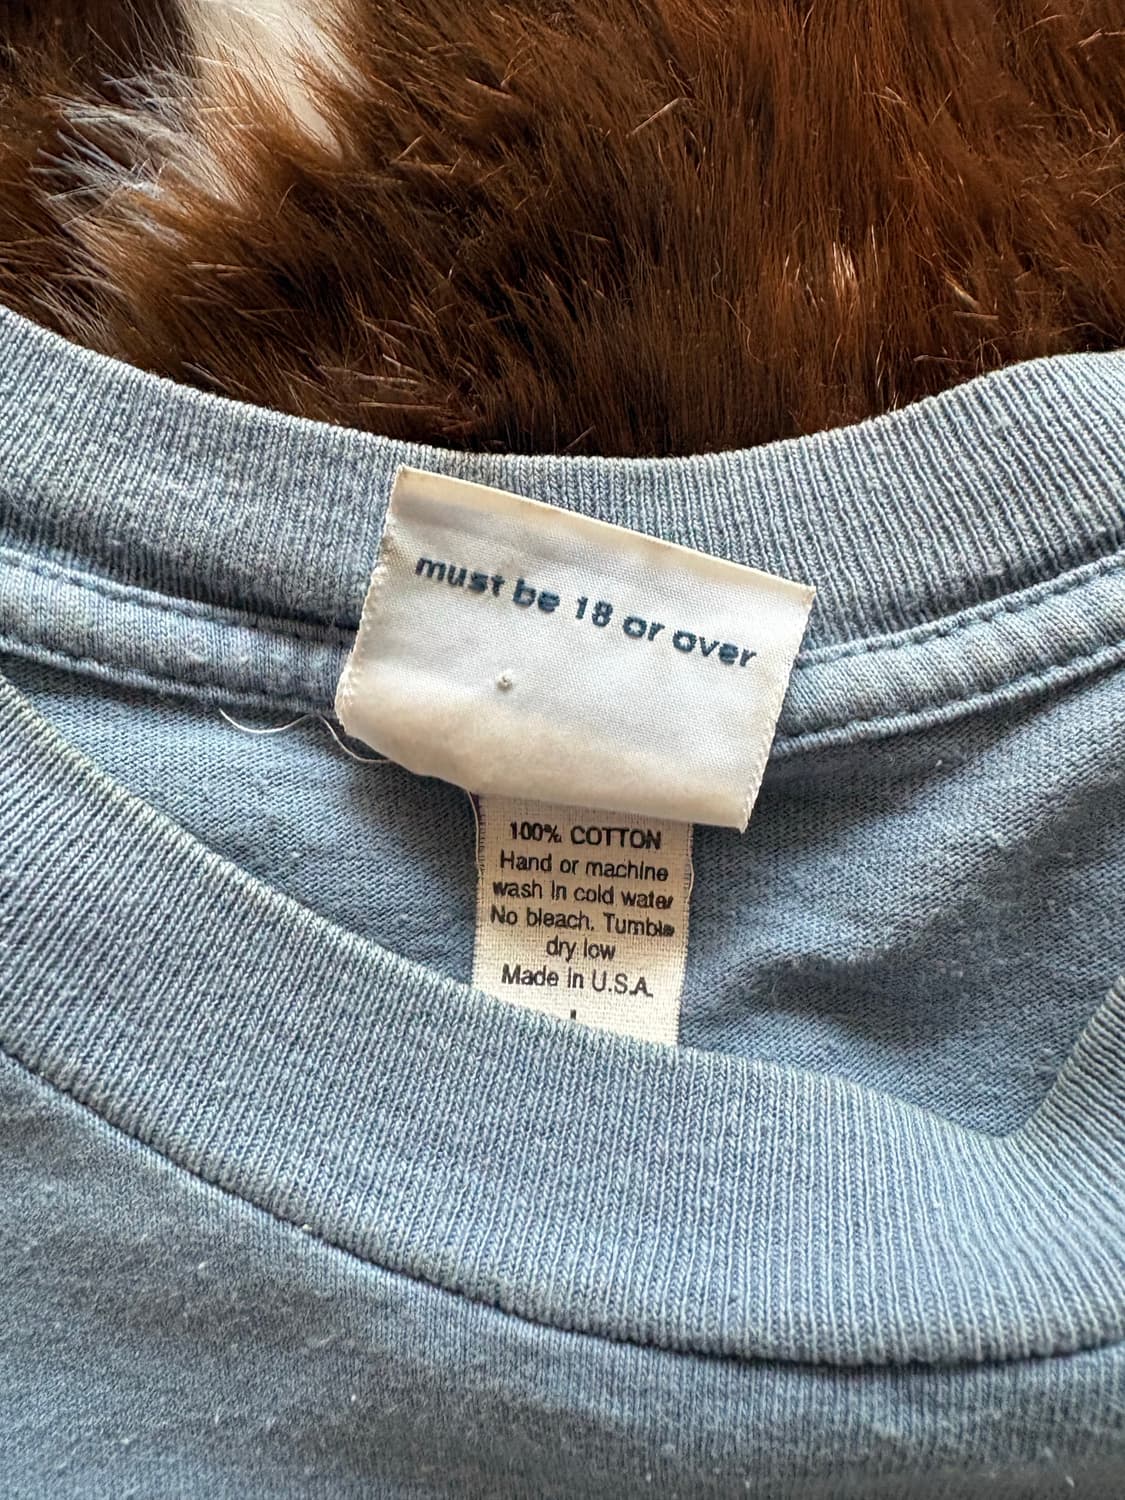 must be 18 or over
100% COTTON
Hand or machine
wash in cold water
No bleach. Tumble
dry low
Made in U.S.A.